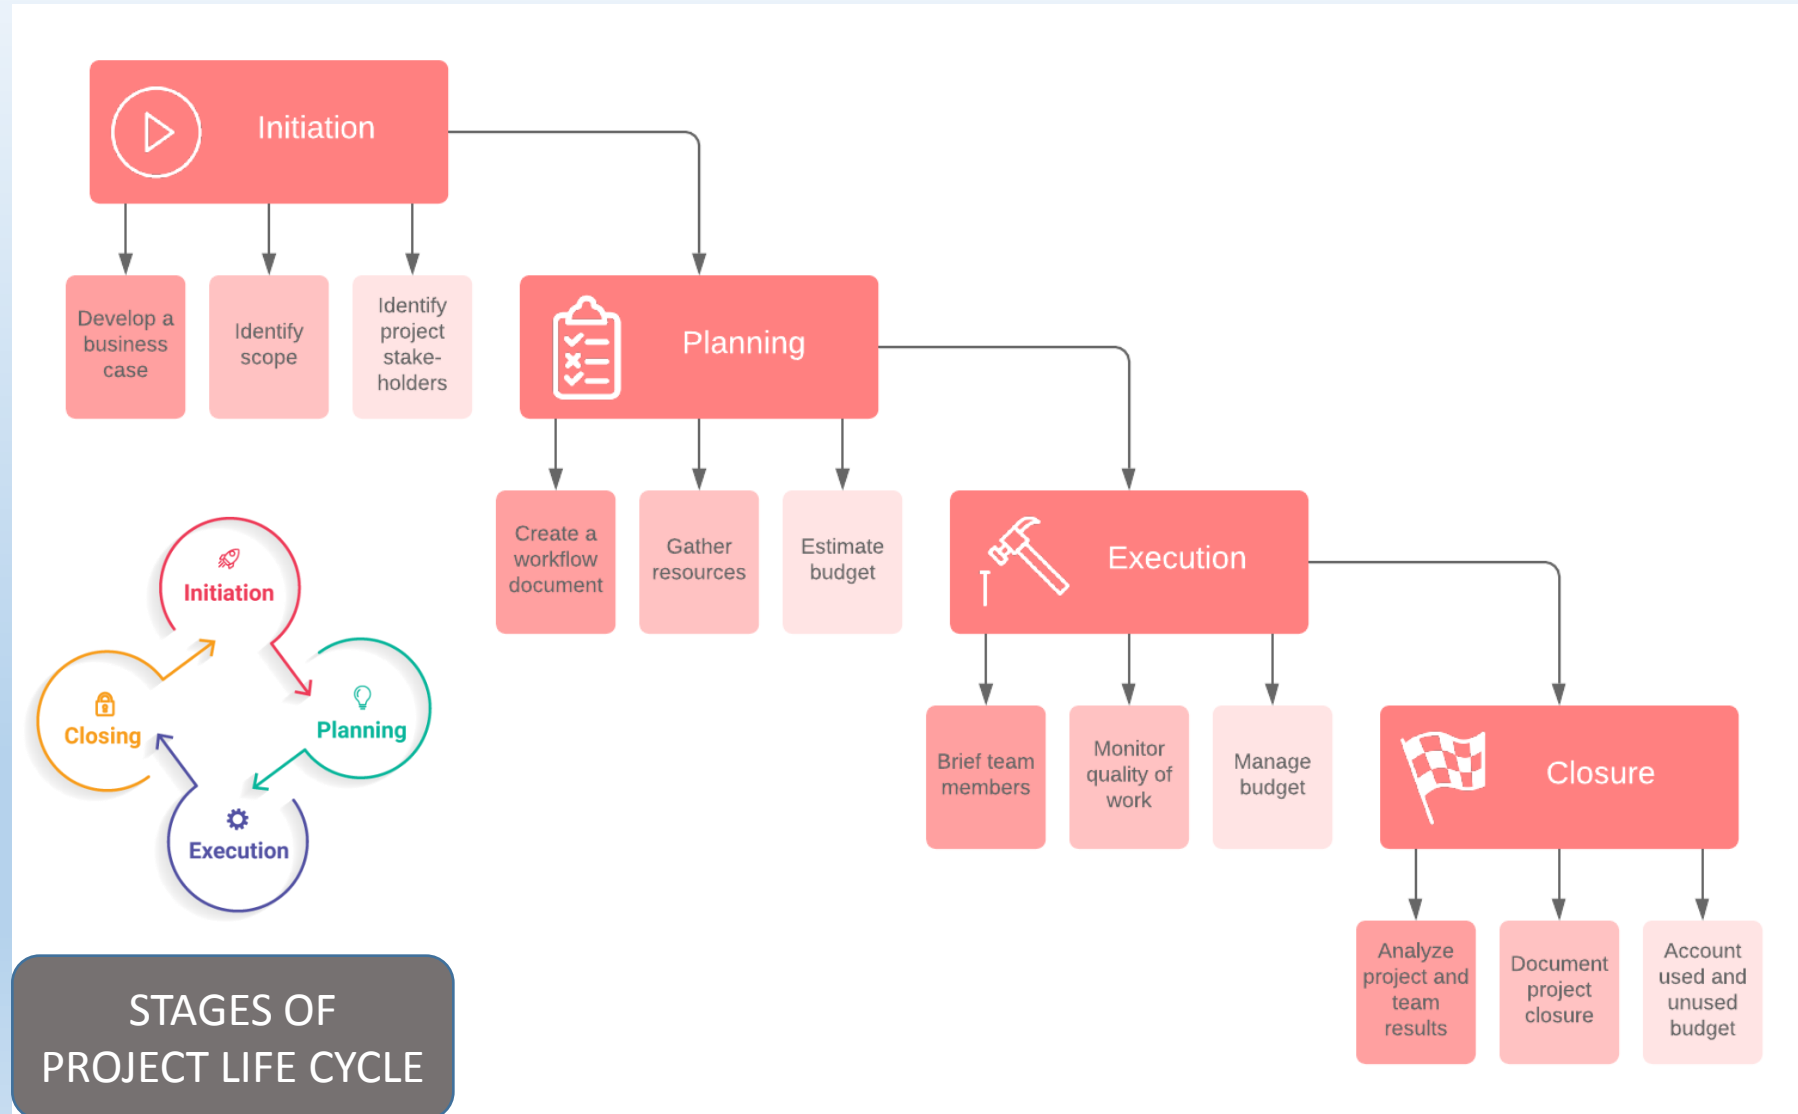 Initiation
Develop a
business
case
Identify
scope
Identify
project
stake-
holders
Planning
Create a
workflow
document
Gather
resources
Estimate
budget
Execution
Brief team
members
Monitor
quality of
work
Manage
budget
Closure
Analyze
project and
team
results
Document
project
closure
Account
used and
unused
budget
Initiation
Planning
Execution
Closing
STAGES OF
PROJECT LIFE CYCLE